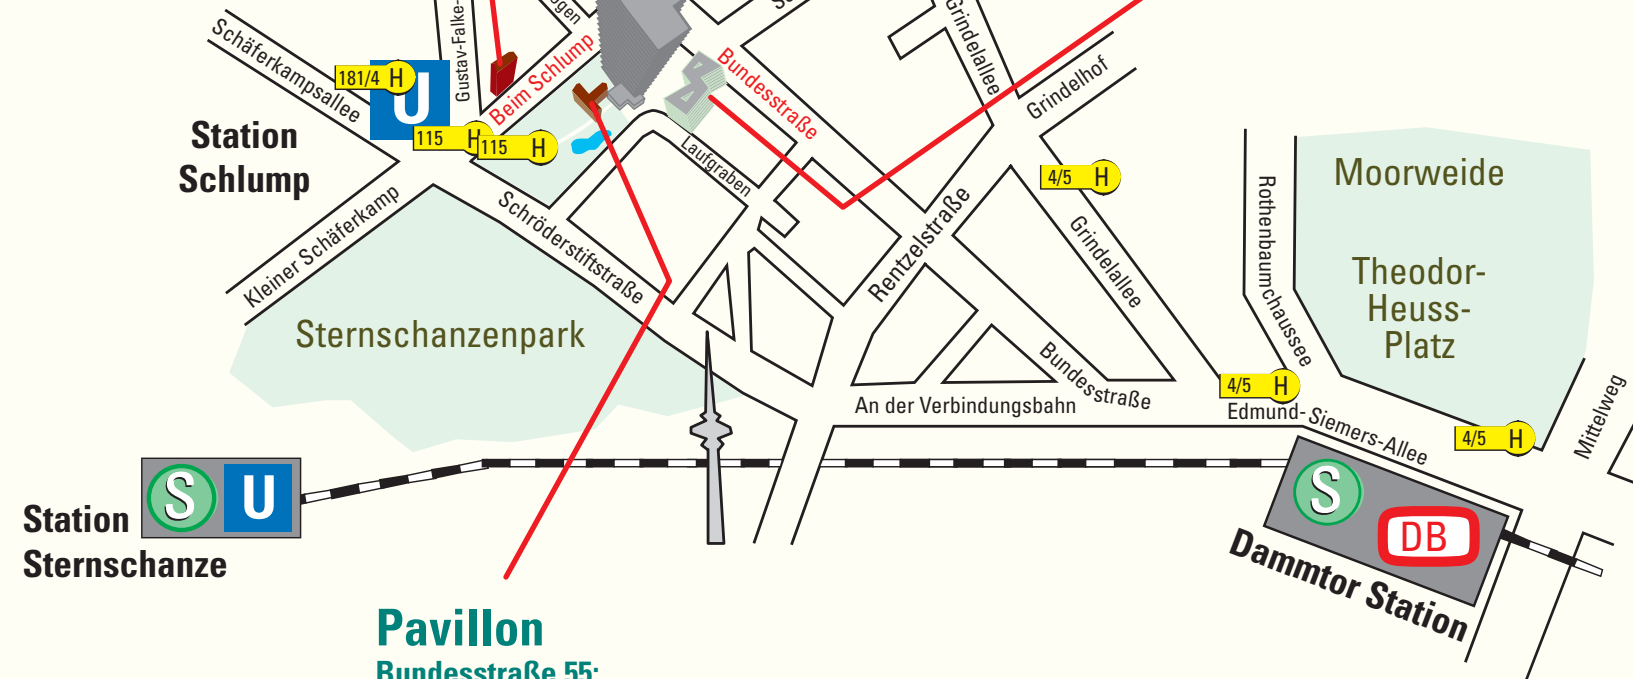 Schäferkampsallee
Gustav-Falke-
ogen
Grindelallee
181/4 H
U
Beim Schlump
Bundesstraße
Grindelhof
Station
Schlump
115 H
115 H
Laufgraben
4/5 H
Rothenbaumchaussee
Moorweide
Theodor-
Heuss-
Platz
Kleiner Schäferkamp
Schröderstiftstraße
Rentzelstraße
Grindelallee
Sternschanzenpark
Bundesstraße
An der Verbindungsbahn
4/5 H
Edmund-Siemers-Allee
4/5 H
Mittelweg
Station
Sternschanze
S U
S
DB
Dammtor Station
Pavillon
Bundesstraße 55: